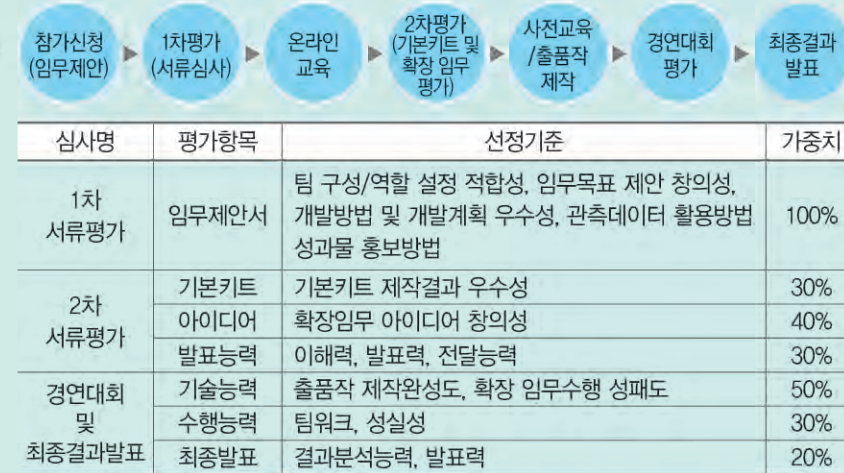 참가신청
(임무제안)
1차평가
(서류심사)
온라인
교육
2차평가
(기본키트 및
확장 임무
평가)
사전교육
/출품작
제작
경연대회
평가
최종결과
발표
심사명 평가항목 선정기준 가중치
1차
서류평가
임무제안서
팀 구성/역할 설정 적합성, 임무목표 제안 창의성,
개발방법 및 개발계획 우수성, 관측데이터 활용방법
성과물 홍보방법
100%
2차
서류평가
기본키트 기본키트 제작결과 우수성 30%
아이디어 확장임무 아이디어 창의성 40%
발표능력 이해력, 발표력, 전달능력 30%
경연대회
및
최종결과발표
기술능력 출품작 제작완성도, 확장 임무수행 성패도 50%
수행능력 팀워크, 성실성 30%
최종발표 결과분석능력, 발표력 20%